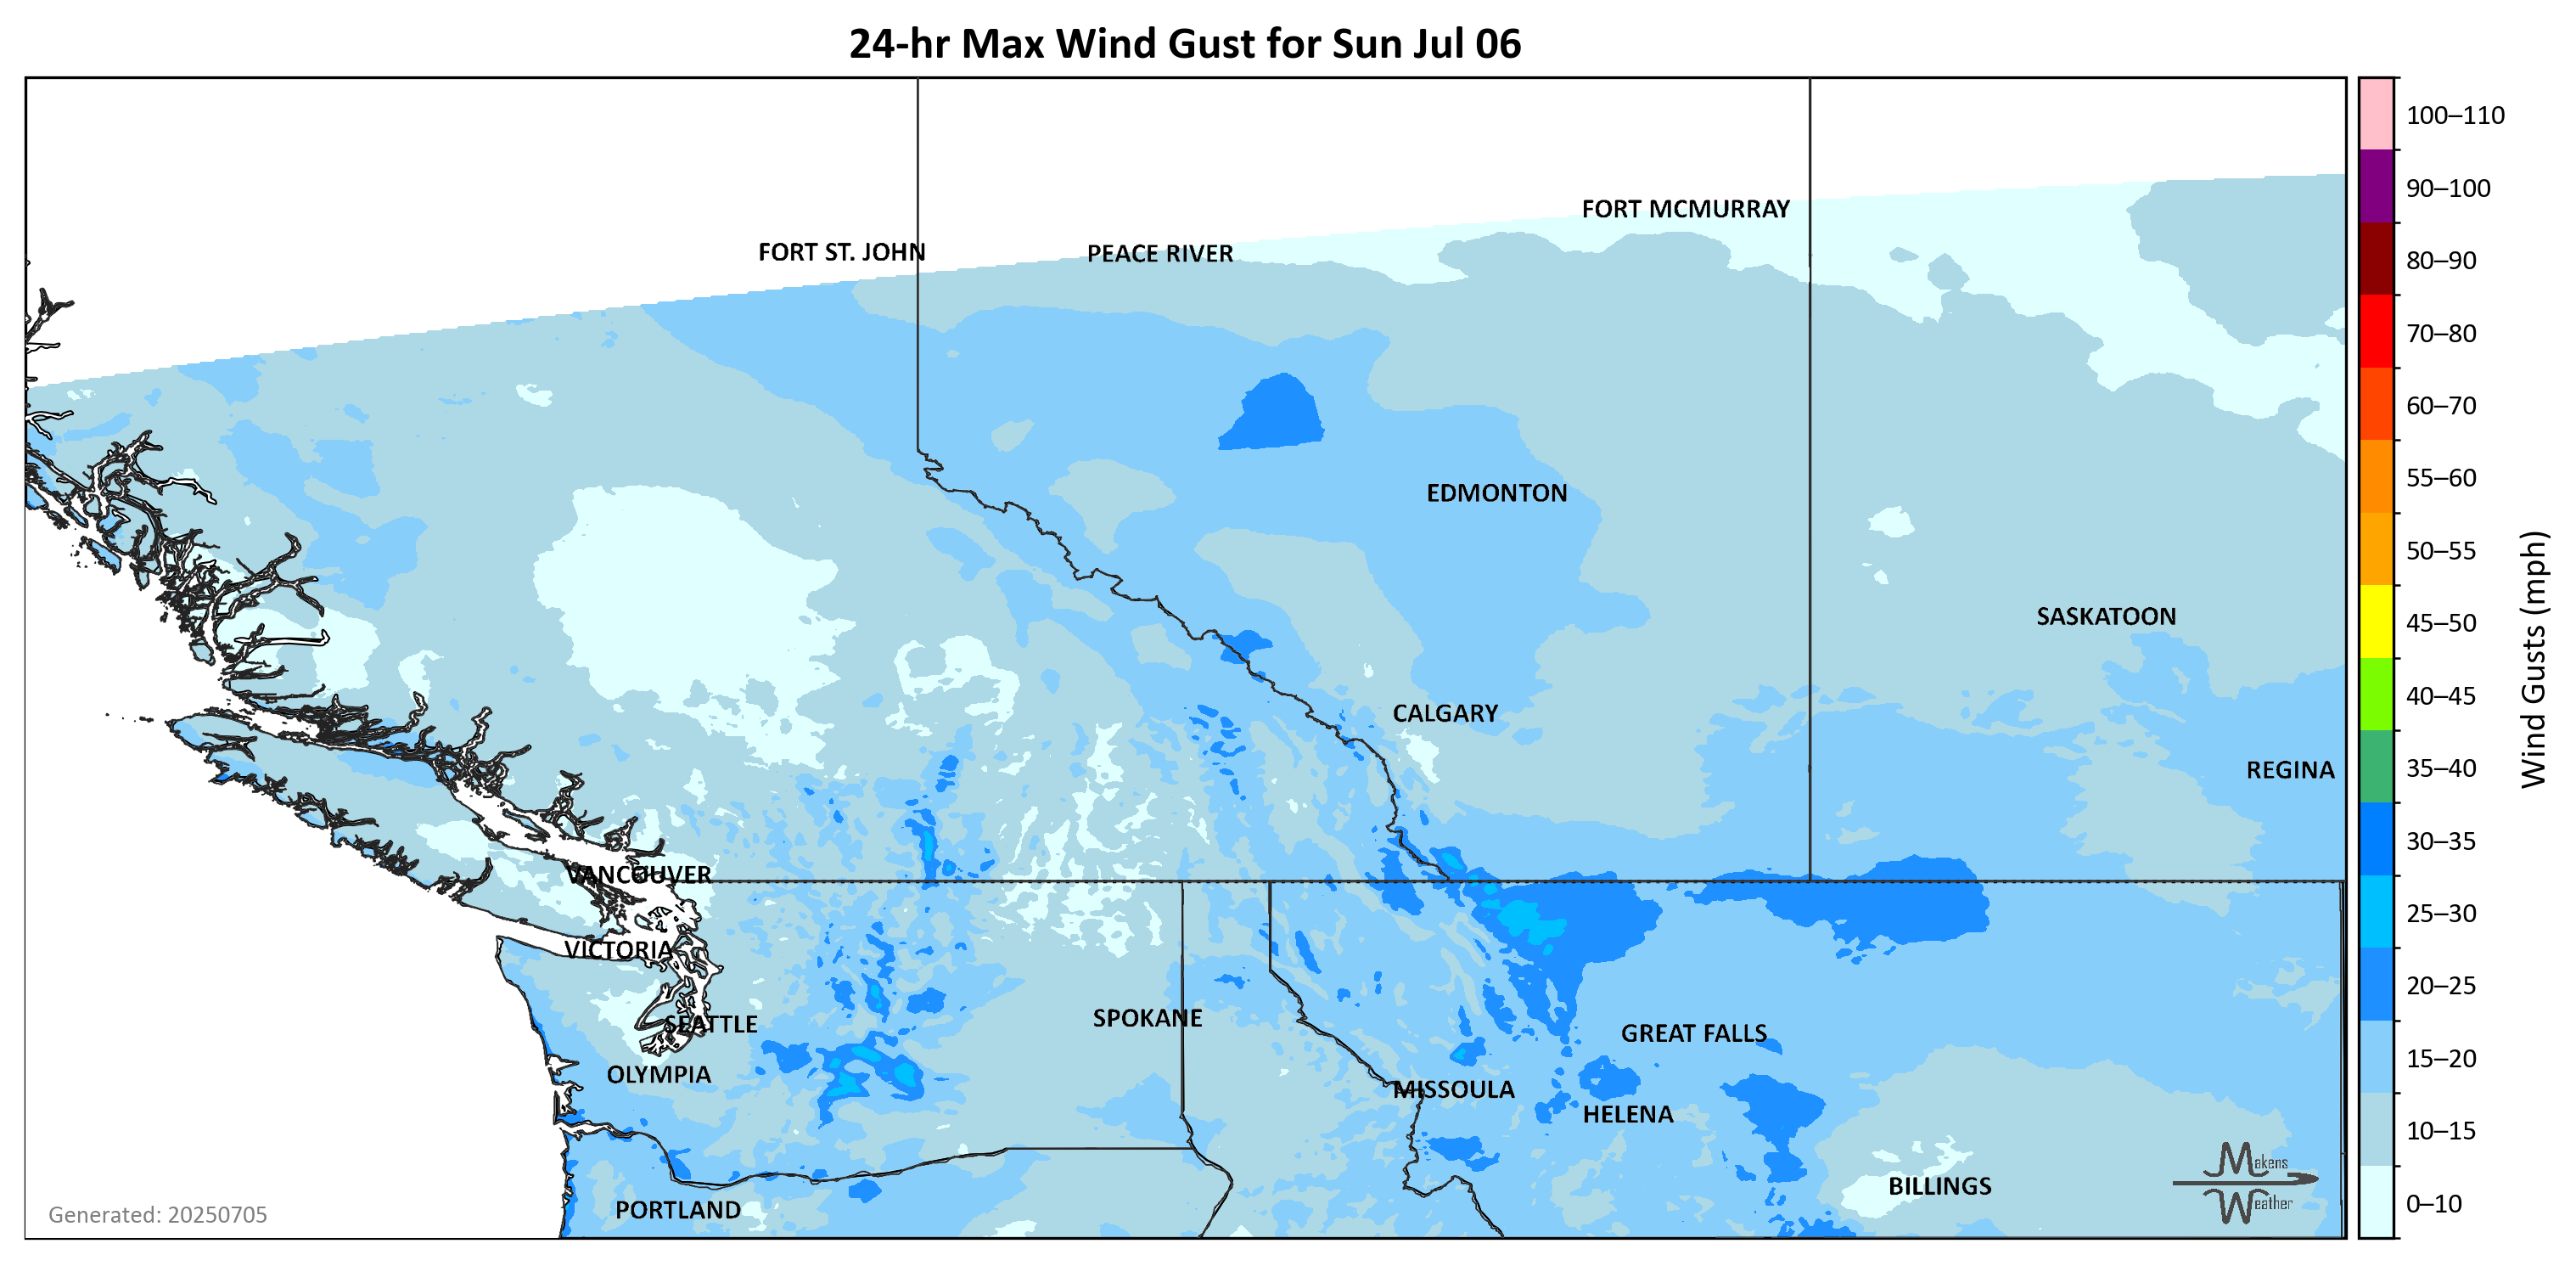 24-hr Max Wind Gust for Sun Jul 06
100–110
90–100
80–90
70–80
60–70
55–60
50–55
45–50
40–45
35–40
30–35
25–30
20–25
15–20
10–15
0–10
Wind Gusts (mph)
FORT MCMURRAY
FORT ST. JOHN
PEACE RIVER
EDMONTON
SASKATOON
CALGARY
REGINA
VANCOUVER
VICTORIA
SEATTLE
SPOKANE
GREAT FALLS
OLYMPIA
MISSOULA
HELENA
BILLINGS
PORTLAND
Makens
Weather
Generated: 20250705